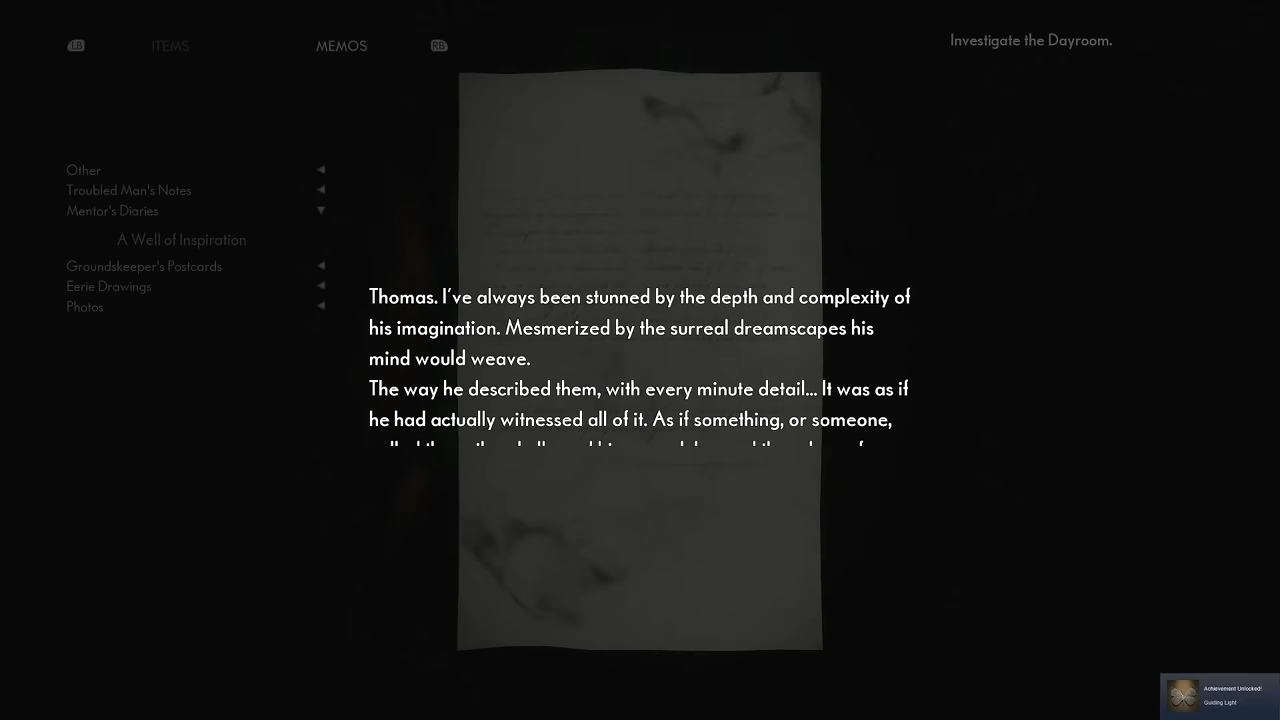 LB ITEMS MEMOS RB
Investigate the Dayroom.
Other
Troubled Man's Notes
Mentor's Diaries
A Well of Inspiration
Groundskeeper's Postcards
Eerie Drawings
Photos
Thomas. I've always been stunned by the depth and complexity of
his imagination. Mesmerized by the surreal dreamscapes his
mind would weave.
The way he described them, with every minute detail... It was as if
he had actually witnessed all of it. As if something, or someone,
Achievement Unlocked!
Guiding Light